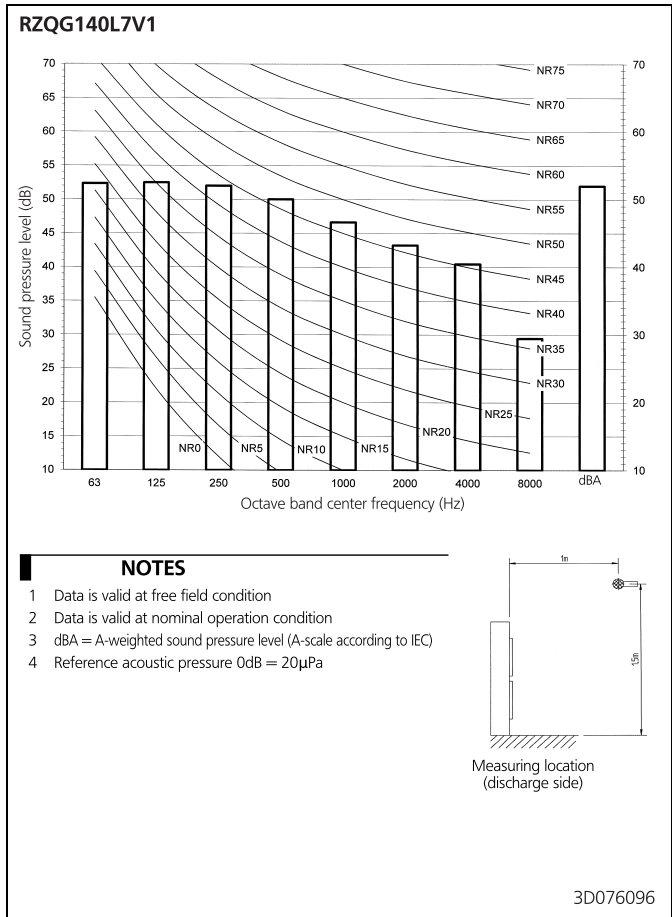 RZQG140L7V1
Sound pressure level (dB)
70
65
60
55
50
45
40
35
30
25
20
15
10
70
60
50
40
30
20
10
NR75
NR70
NR65
NR60
NR55
NR50
NR45
NR40
NR35
NR30
NR25
NR20
NR0 NR5 NR10 NR15
63 125 250 500 1000 2000 4000 8000 dBA
Octave band center frequency (Hz)
NOTES
1 Data is valid at free field condition
2 Data is valid at nominal operation condition
3 dBA = A-weighted sound pressure level (A-scale according to IEC)
4 Reference acoustic pressure 0dB = 20µPa
1m
1.5m
Measuring location
(discharge side)
3D076096